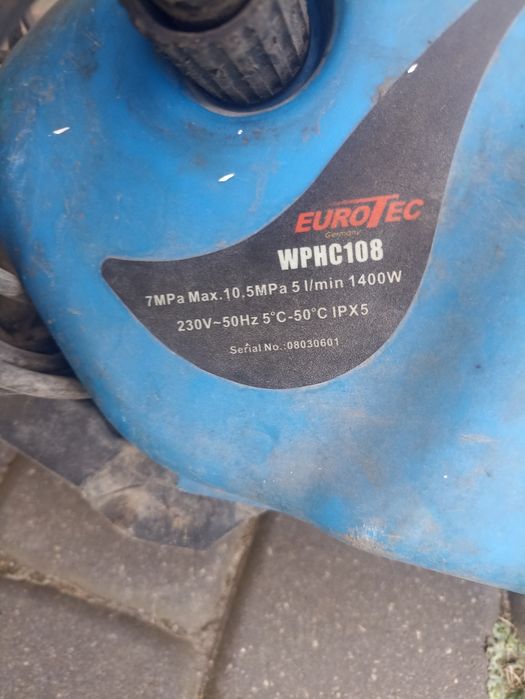 EUROTEC
Germany
WPHC108
7MPa Max.10,5MPa 5 l/min 1400W
230V~50Hz 5°C-50°C IPX5
Serial No.:08030601